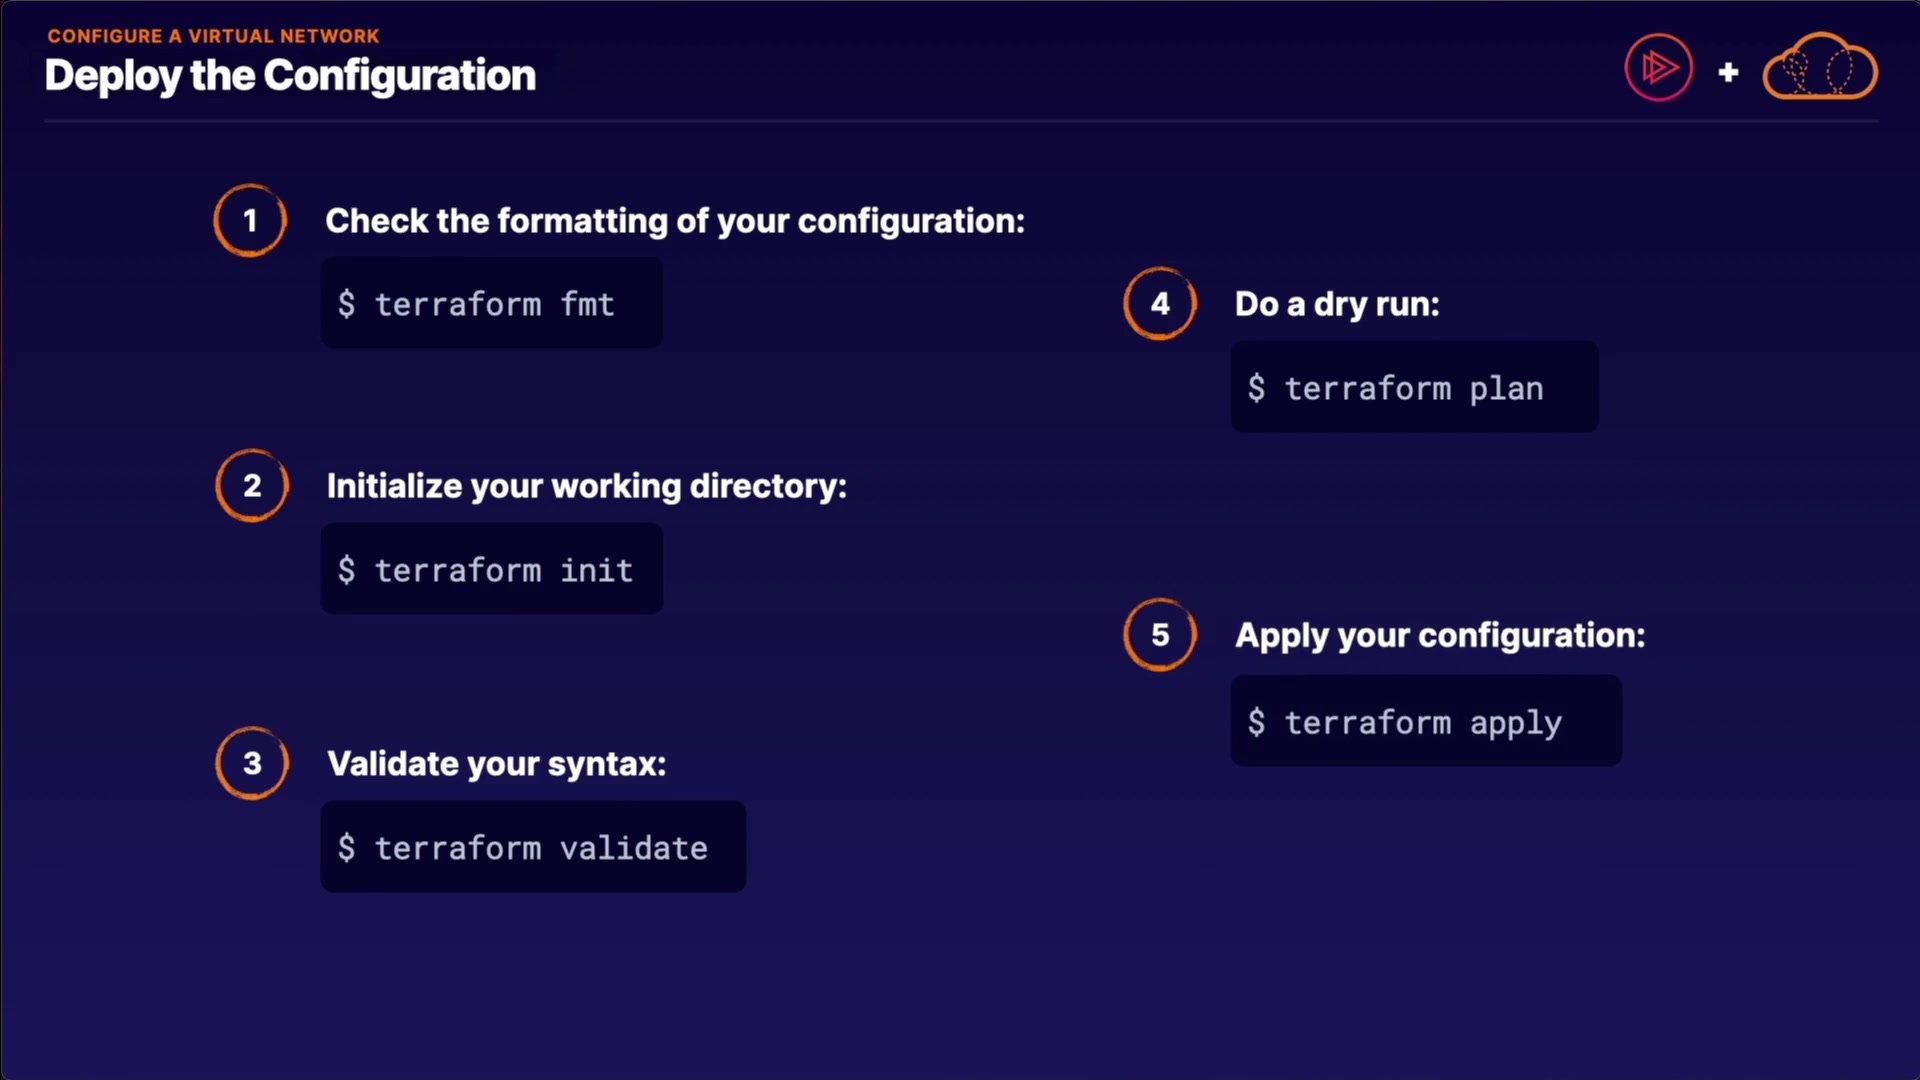 CONFIGURE A VIRTUAL NETWORK
Deploy the Configuration
+
1
Check the formatting of your configuration:
$ terraform fmt
2
Initialize your working directory:
$ terraform init
3
Validate your syntax:
$ terraform validate
4
Do a dry run:
$ terraform plan
5
Apply your configuration:
$ terraform apply